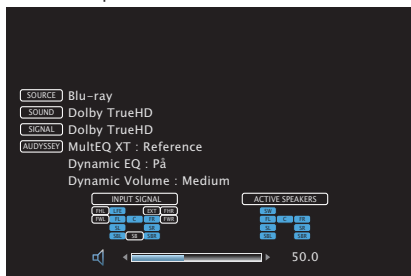 SOURCE Blu-ray
SOUND Dolby TrueHD
SIGNAL Dolby TrueHD
AUDYSSEY MultEQ XT : Reference
Dynamic EQ : På
Dynamic Volume : Medium
INPUT SIGNAL ACTIVE SPEAKERS
FHL LFE EXT FHR SW
FWL FL C FR FWR FL C FR
SL SR SL SR
SBL SB SBR SBL SBR
50.0